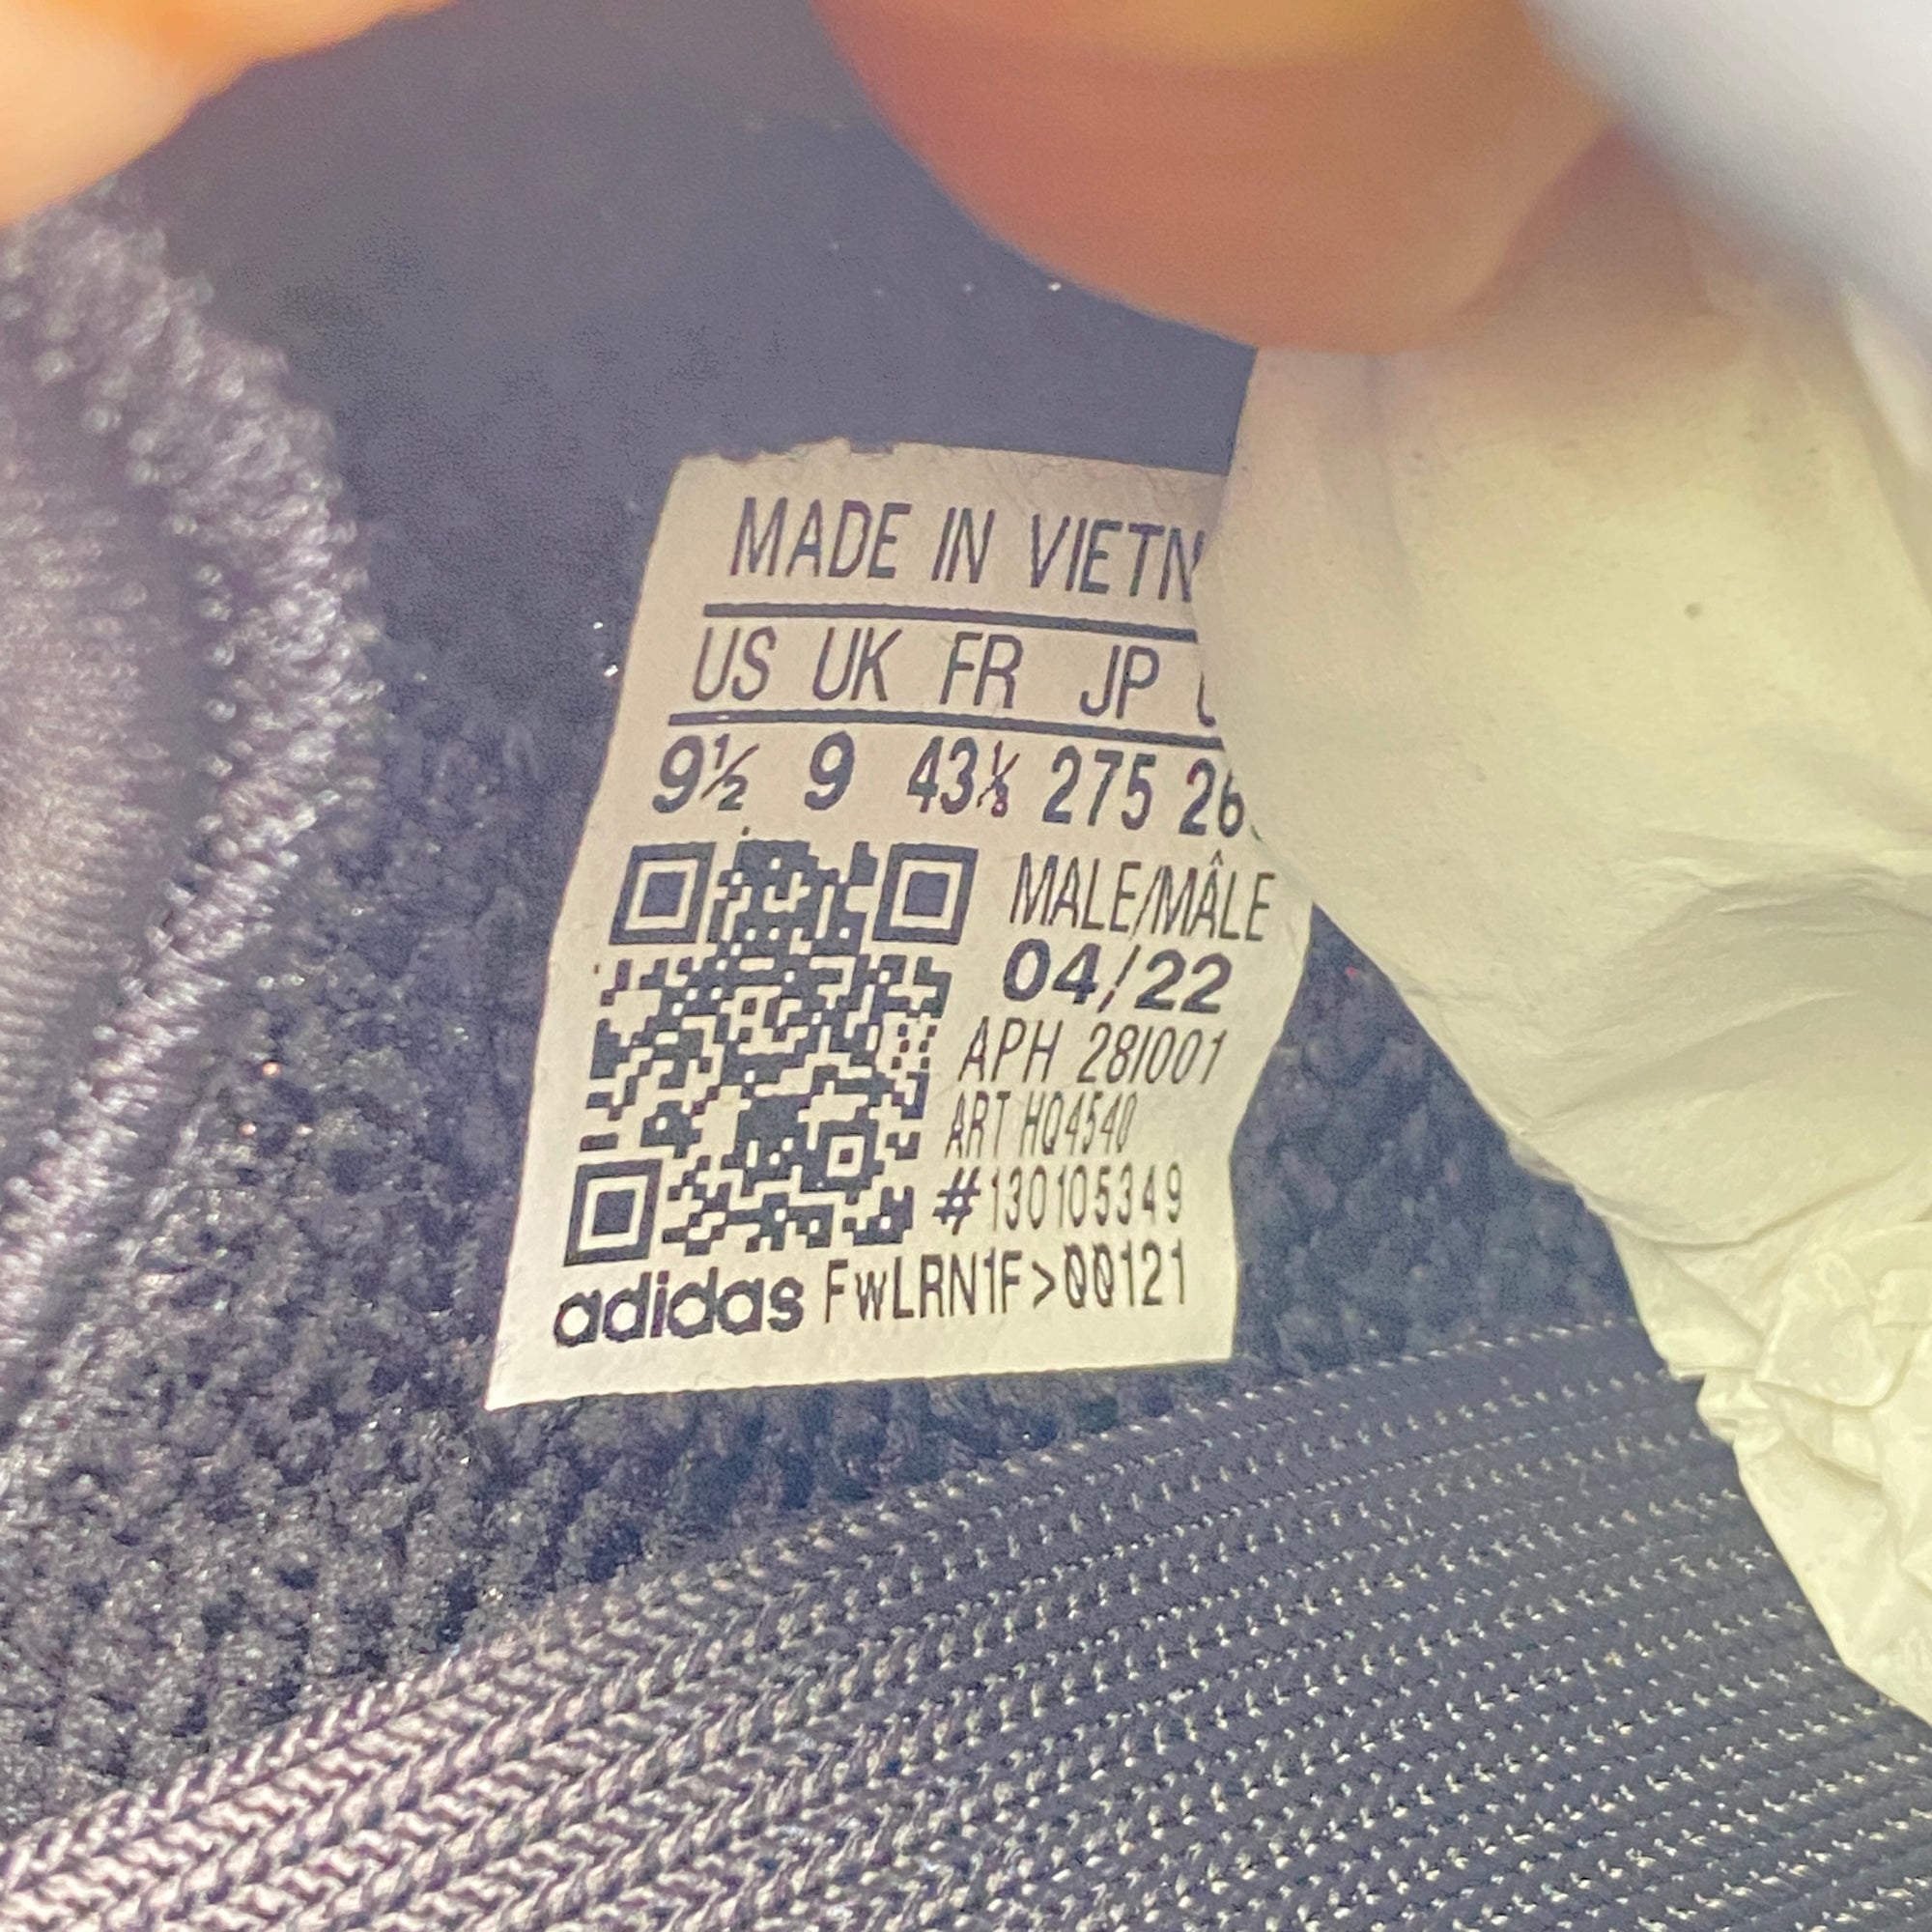 MADE IN VIETN
US UK FR JP
9½ 9 43⅓ 275 26
MALE/MÂLE
04/22
APH 28I001
ART HQ4540
#130105349
adidas FwLRN1F>00121